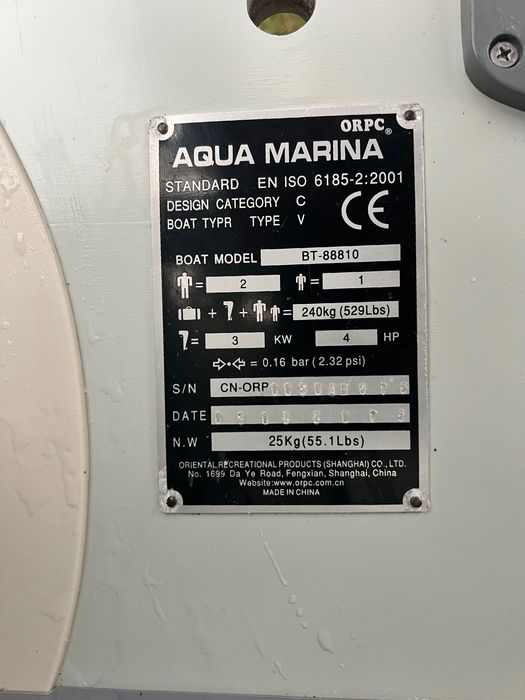 ORPC®
AQUA MARINA
STANDARD EN ISO 6185-2:2001
DESIGN CATEGORY C
BOAT TYPR TYPE V
CE
BOAT MODEL BT-88810
= 2 = 1
+ + = 240kg (529Lbs)
= 3 KW 4 HP
= 0.16 bar (2.32 psi)
S/N CN-ORP
DATE
N.W 25Kg(55.1Lbs)
ORIENTAL RECREATIONAL PRODUCTS (SHANGHAI) CO., LTD.
No. 1699 Da Ye Road, Fengxian, Shanghai, China
Website:www.orpc.com.cn
MADE IN CHINA